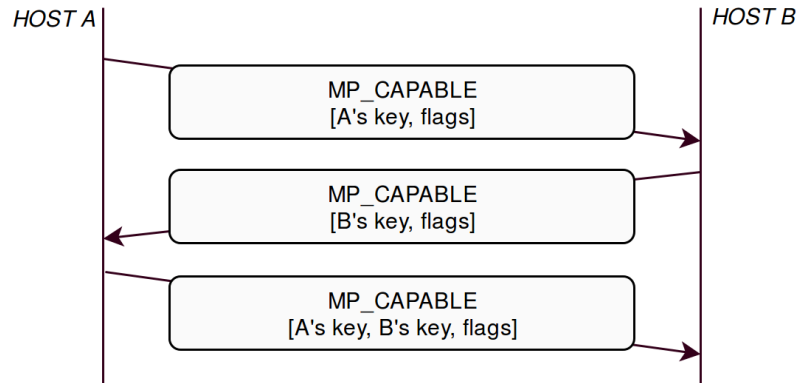 HOST A
HOST B
MP_CAPABLE
[A's key, flags]
MP_CAPABLE
[B's key, flags]
MP_CAPABLE
[A's key, B's key, flags]